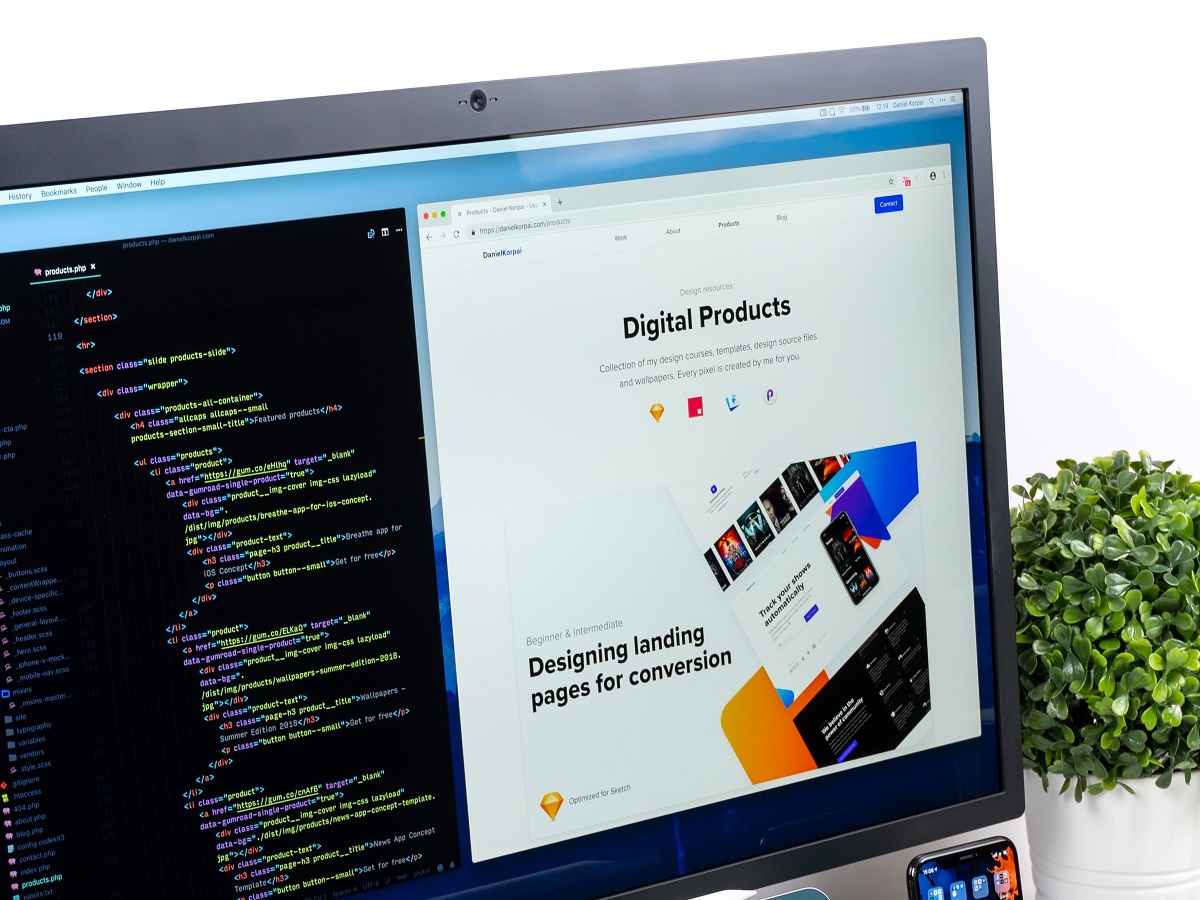 History Bookmarks People Window Help
100% 12:19 Daniel Korpai
products.php — danielkorpai.com
products.php
</div>
</section>
119
<hr>
<section class="slide products-slide">
<div class="wrapper">
<div class="products-all-container">
<h4 class="allcaps allcaps--small
products-section-small-title">Featured products</h4>
<ul class="products">
<li class="product">
<a href="https://gum.co/eHlhq" target="_blank"
data-gumroad-single-product="true">
<div class="product__img-cover img-css lazyload"
data-bg=".
/dist/img/products/breathe-app-for-ios-concept.
jpg"></div>
<div class="product-text">
<h3 class="page-h3 product__title">Breathe app for
iOS Concept</h3>
<p class="button button--small">Get for free</p>
</div>
</a>
</li>
<li class="product">
<a href="https://gum.co/ELKaO" target="_blank"
data-gumroad-single-product="true">
<div class="product__img-cover img-css lazyload"
data-bg=".
/dist/img/products/wallpapers-summer-edition-2018.
jpg"></div>
<div class="product-text">
<h3 class="page-h3 product__title">Wallpapers -
Summer Edition 2018</h3>
<p class="button button--small">Get for free</p>
</div>
</a>
</li>
<li class="product">
<a href="https://gum.co/cnAfB" target="_blank"
data-gumroad-single-product="true">
<div class="product__img-cover img-css lazyload"
data-bg="./dist/img/products/news-app-concept-template.
jpg"></div>
<div class="product-text">
<h3 class="page-h3 product__title">News App Concept
Template</h3>
<p class="button button--small">Get for free</p>
-cta.php
.php
.php
ass-cache
nimation
ayout
_buttons.scss
_contentWrappe...
_device-specific...
_footer.scss
_general-layout...
_header.scss
_hero.scss
_iphone-x-mock...
_mobile-nav.scss
mixins
_mixins-master...
site
typography
variables
vendors
style.scss
.gitignore
.htaccess
404.php
about.php
blog.php
config.codekit3
contact.php
index.php
products.php
robots.txt
Products - Daniel Korpai - 
https://danielkorpai.com/products
DanielKorpai
Work
About
Products
Blog
Contact
Design resources
Digital Products
Collection of my design courses, templates, design source files
and wallpapers. Every pixel is created by me for you.
Beginner & Intermediate
Designing landing
pages for conversion
Optimized for Sketch
Track your shows
automatically
We believe in the
power of community